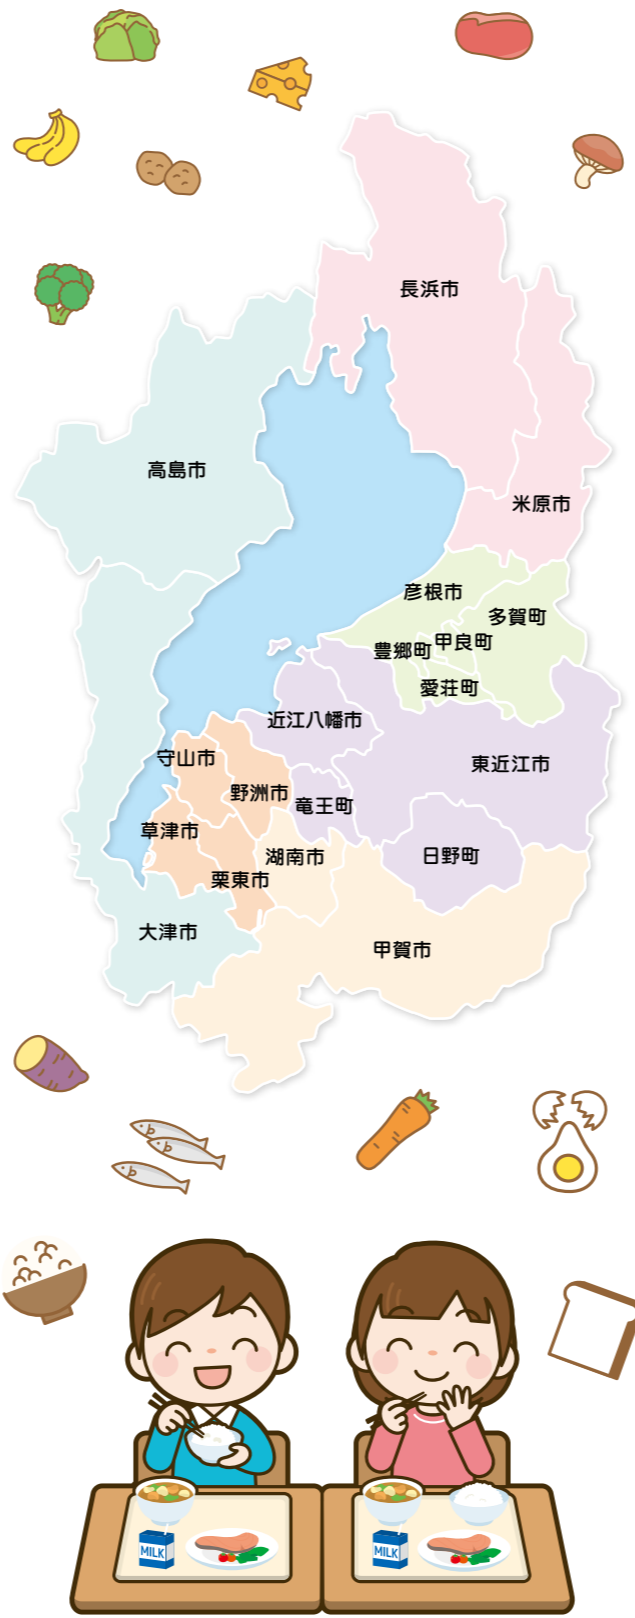 長浜市
高島市
米原市
彦根市
多賀町
甲良町
豊郷町
愛荘町
近江八幡市
守山市
東近江市
野洲市
竜王町
草津市
湖南市
日野町
栗東市
大津市
甲賀市
MILK
MILK